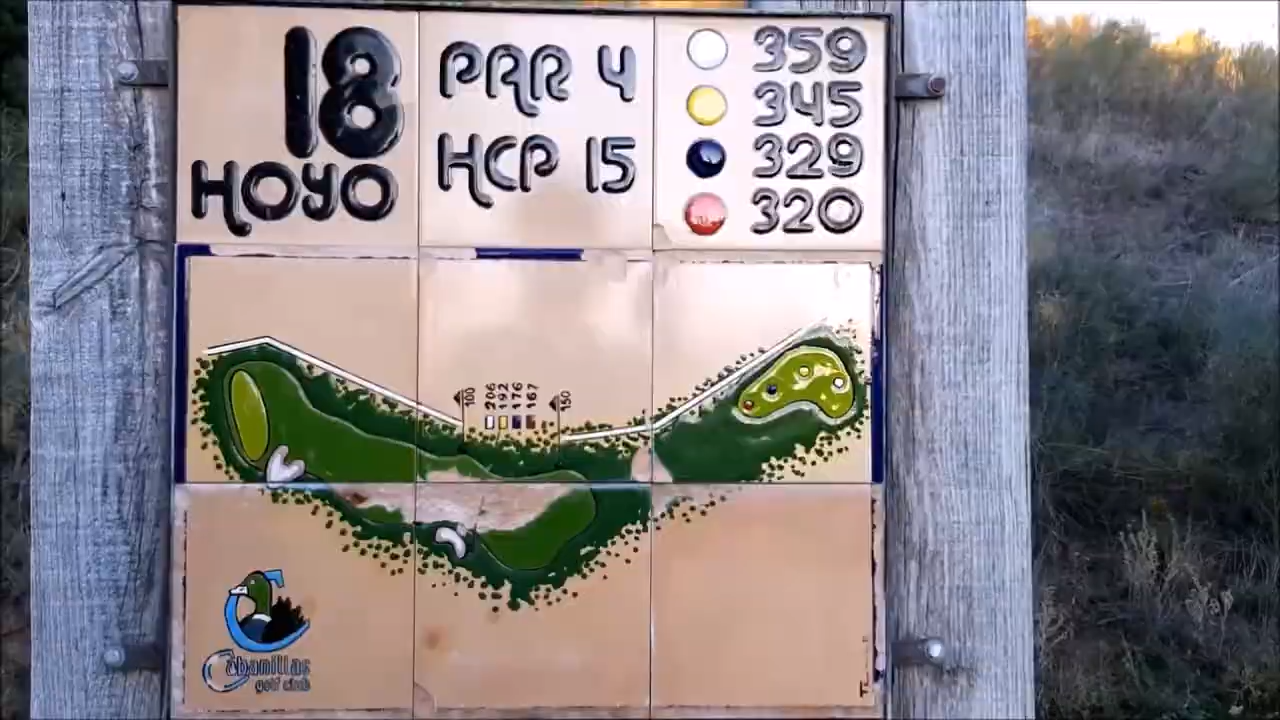 18
HOYO
PAR 4
HCP 15
359
345
329
320
100
206
192
176
167
150
Cabanillas
golf club